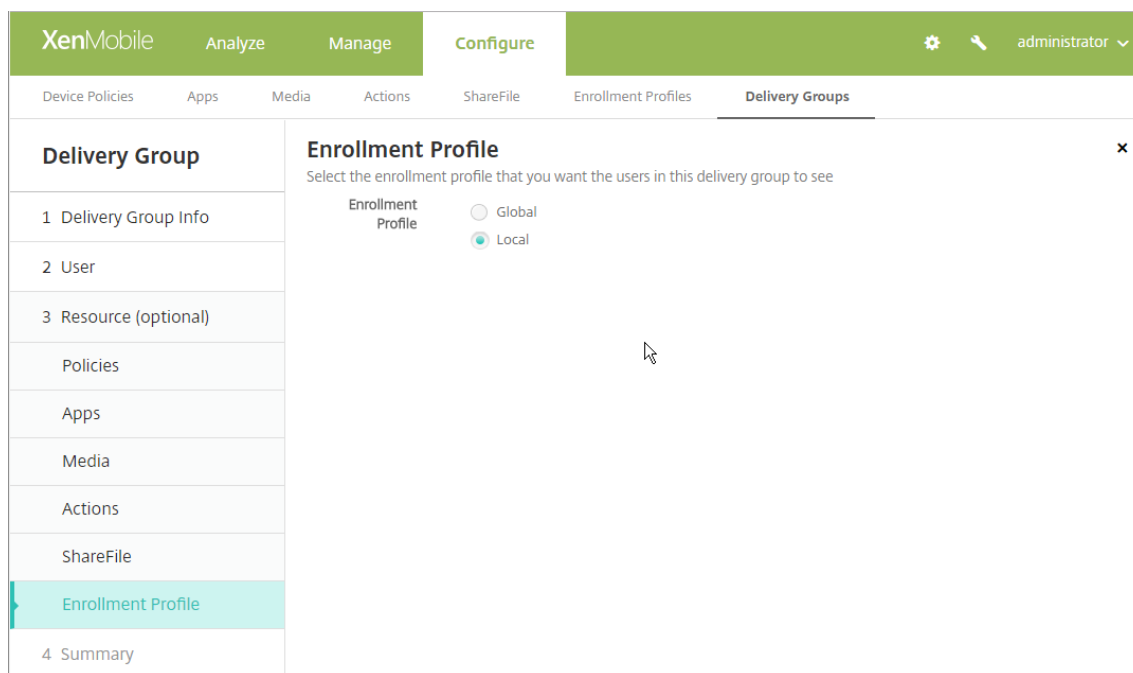 XenMobile Analyze Manage Configure administrator
Device Policies Apps Media Actions ShareFile Enrollment Profiles Delivery Groups
Delivery Group
1 Delivery Group Info
2 User
3 Resource (optional)
Policies
Apps
Media
Actions
ShareFile
Enrollment Profile
4 Summary
Enrollment Profile
Select the enrollment profile that you want the users in this delivery group to see
Enrollment
Profile
Global
Local